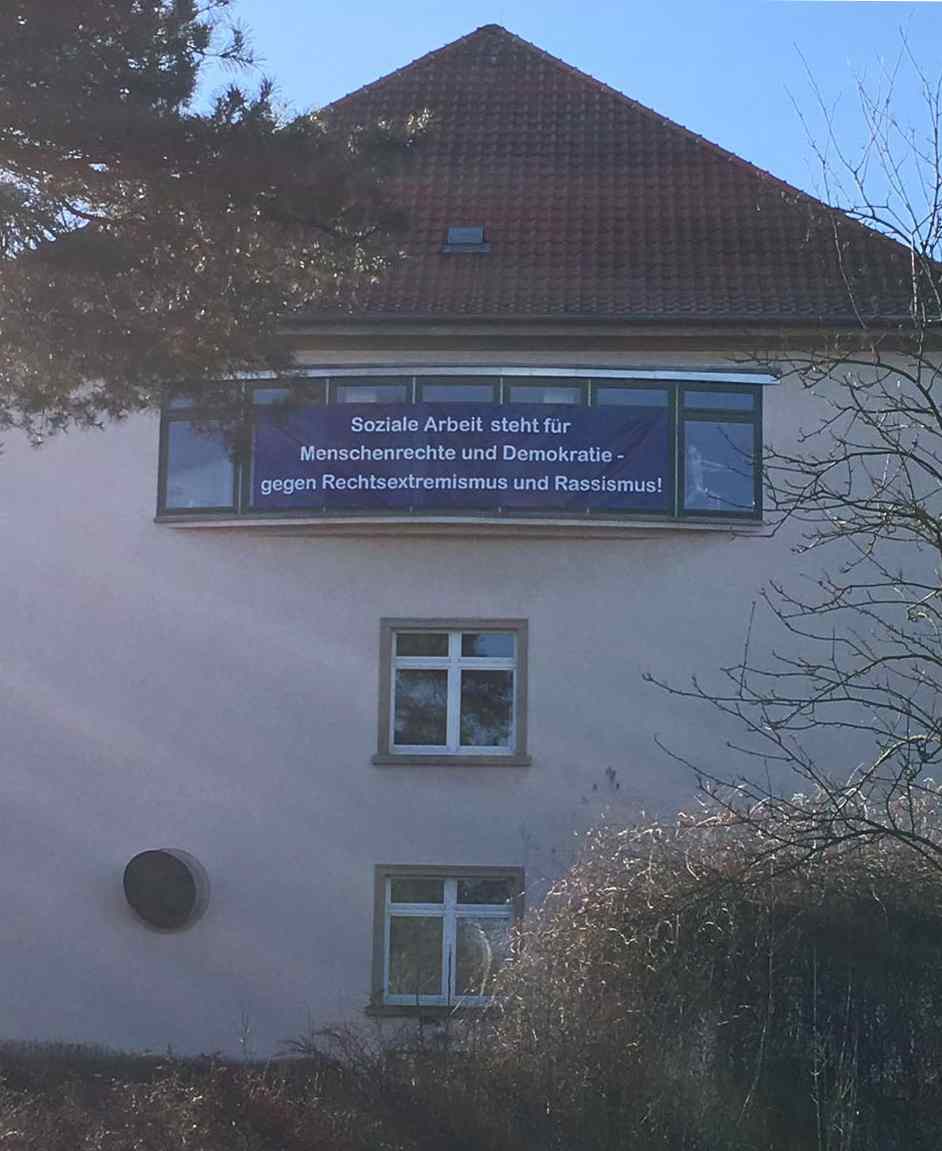 Soziale Arbeit steht für
Menschenrechte und Demokratie -
gegen Rechtsextremismus und Rassismus!